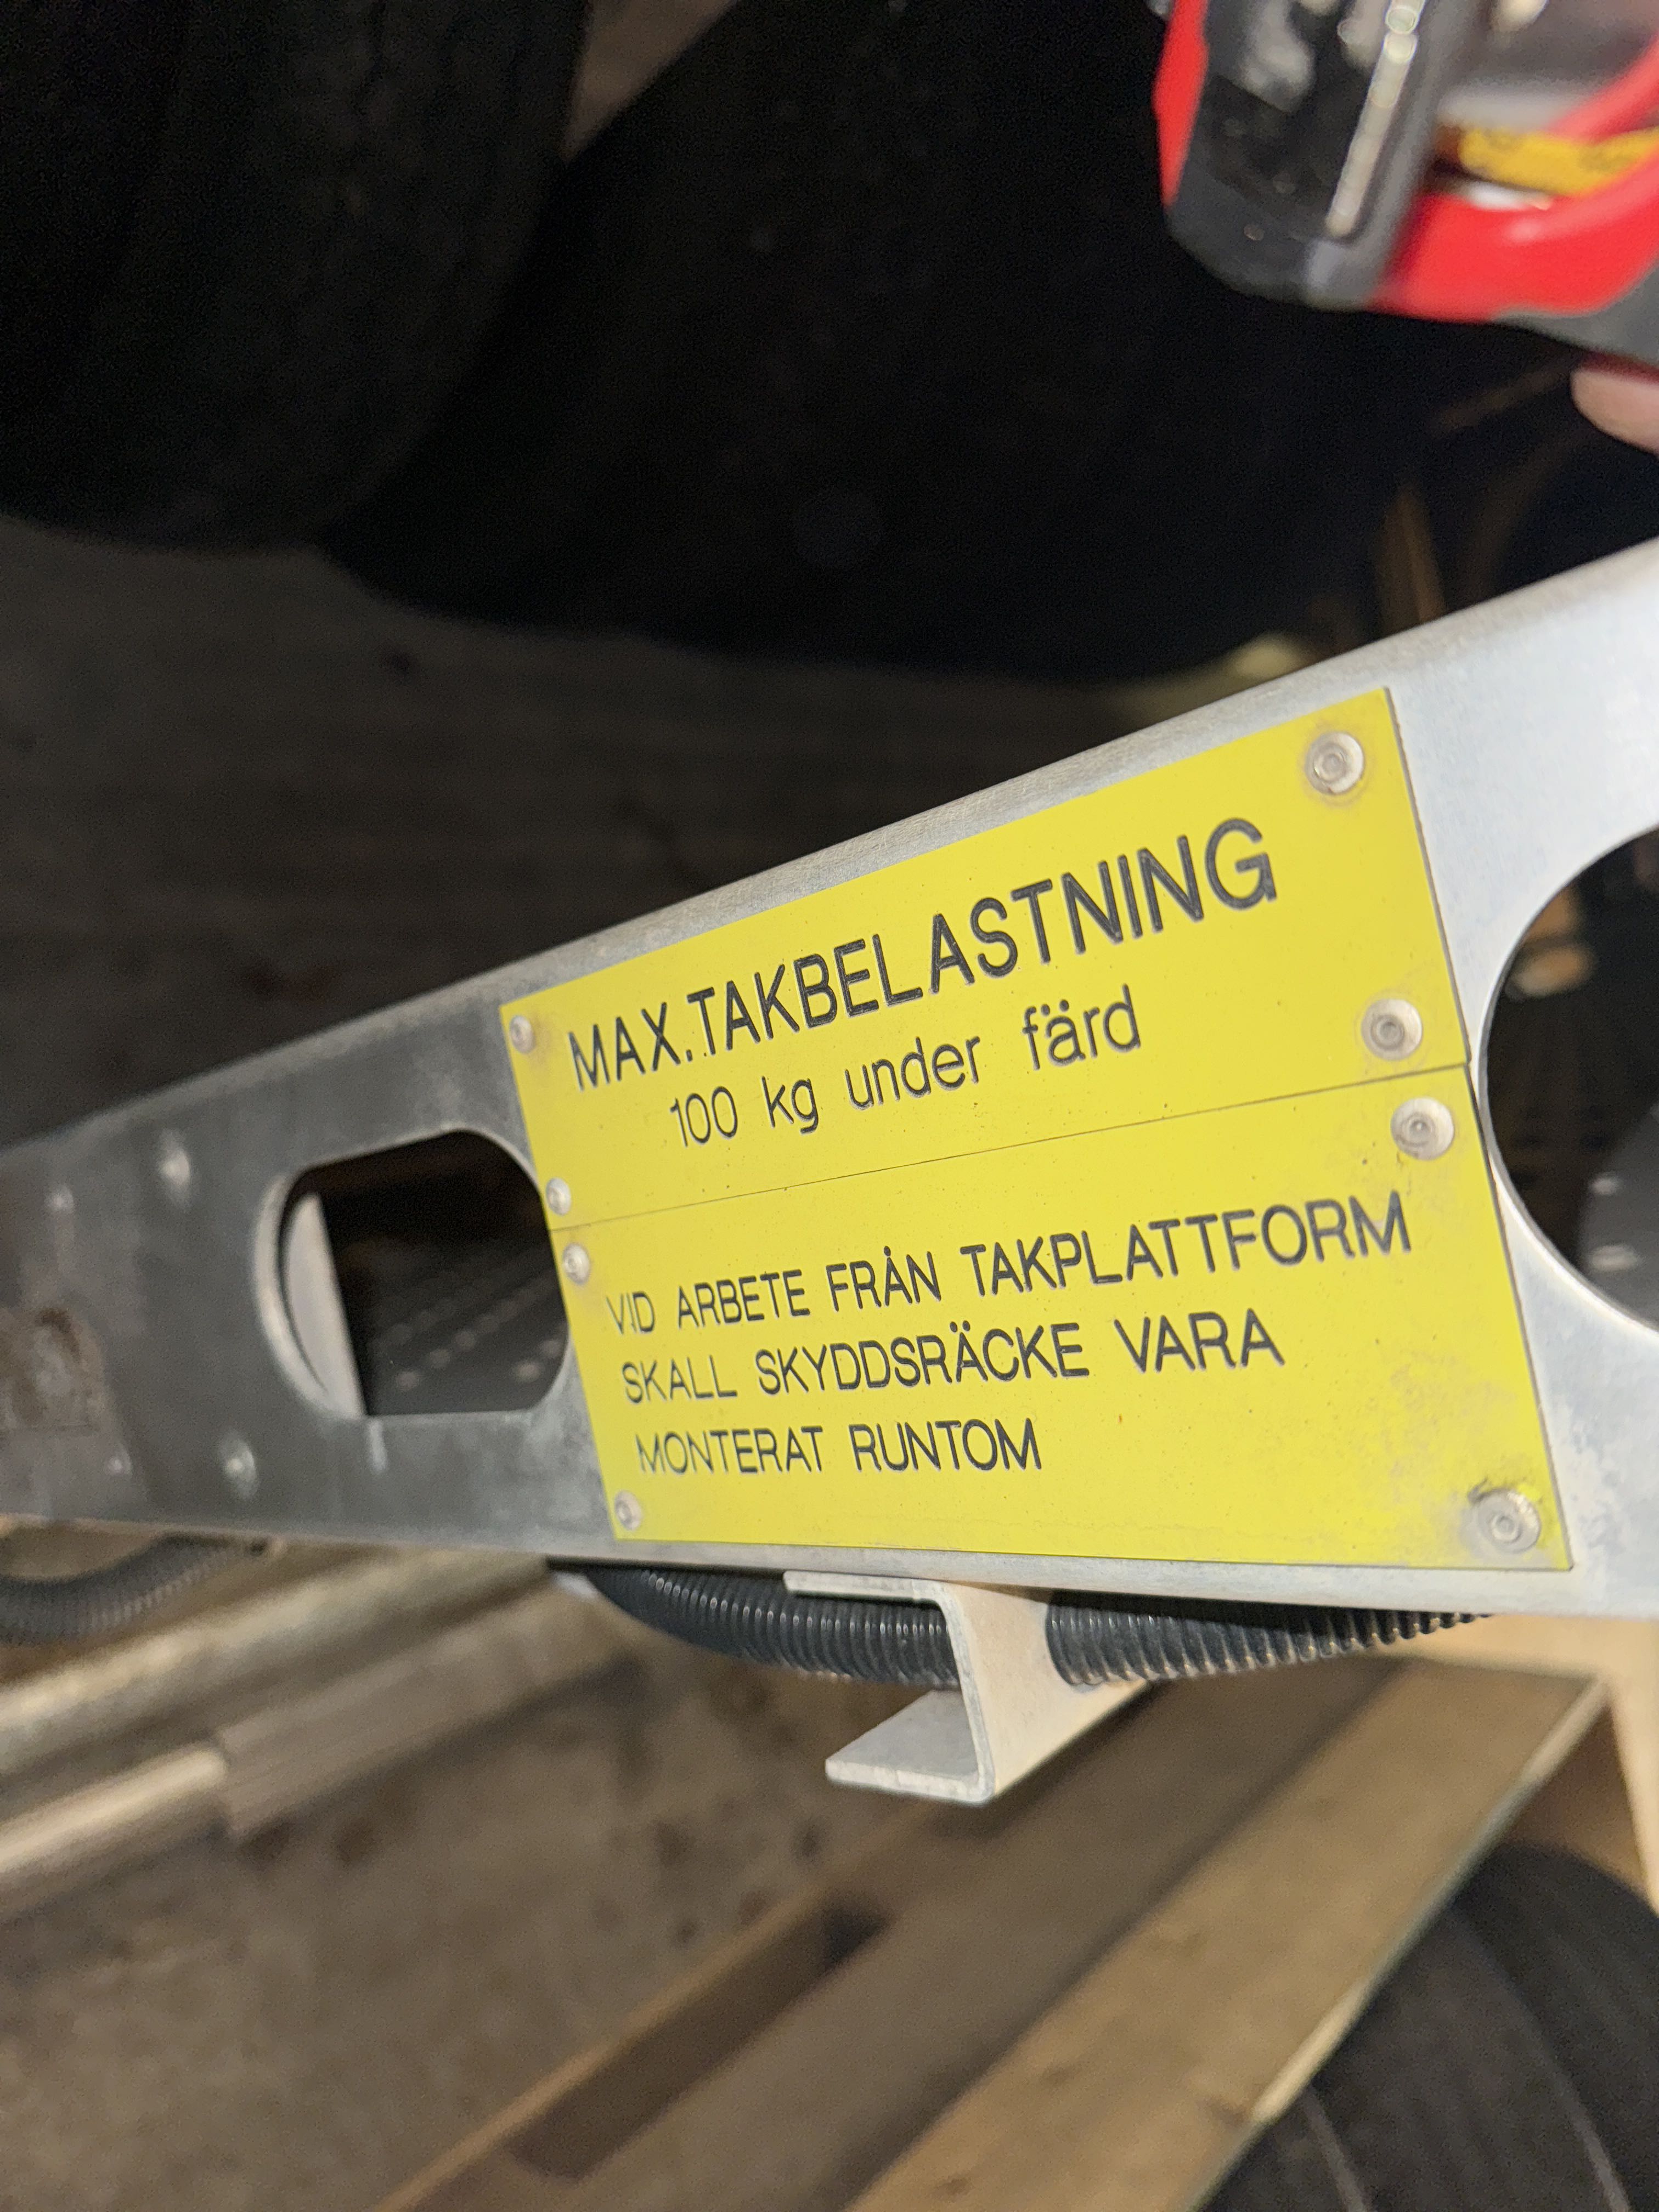 MAX.TAKBELASTNING
100 kg under färd
VID ARBETE FRÅN TAKPLATTFORM
SKALL SKYDDSRÄCKE VARA
MONTERAT RUNTOM